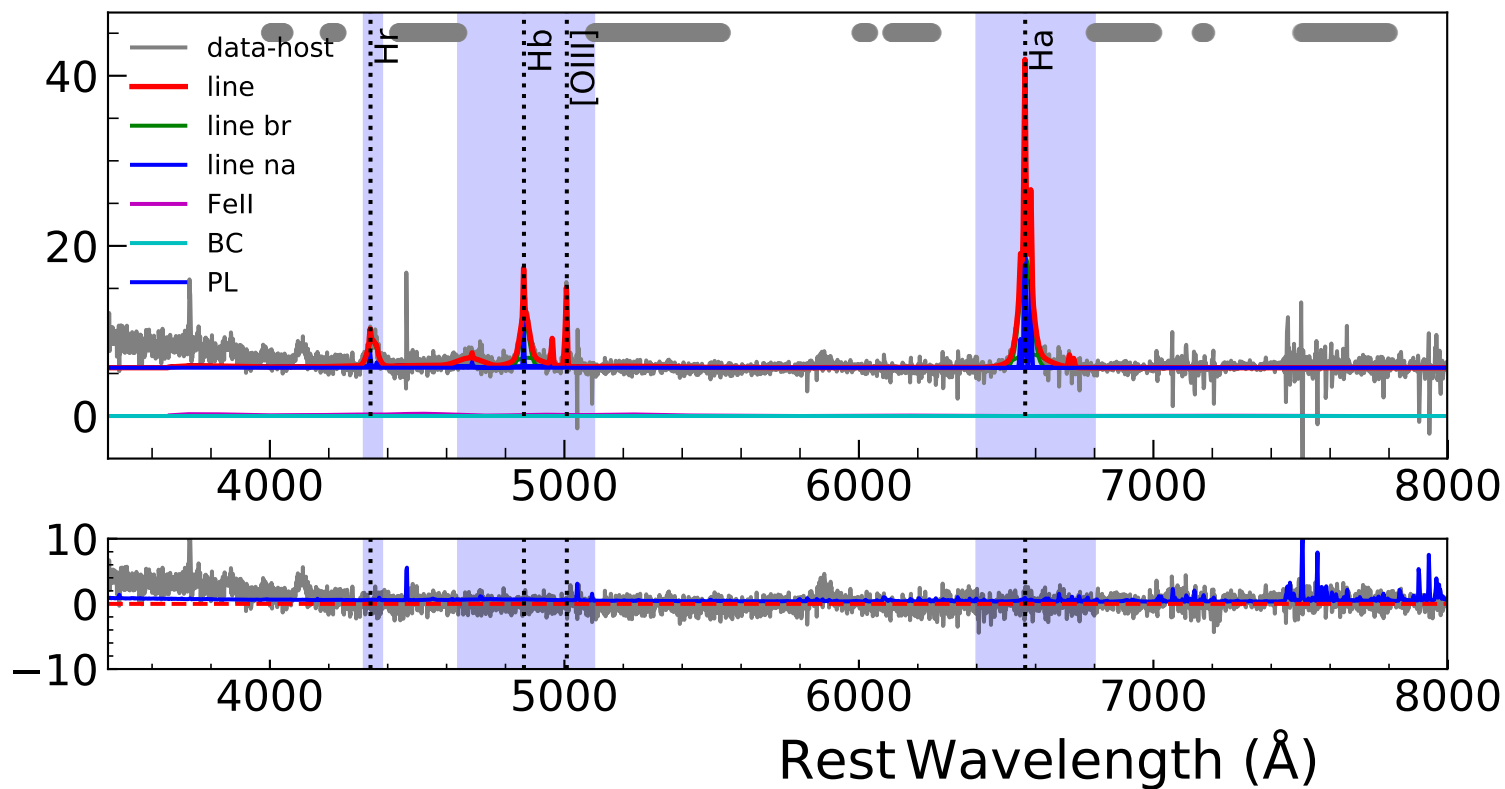 data-host
line
line br
line na
FeII
BC
PL
Hr
Hb
[OIII]
Ha
40
20
0
4000 5000 6000 7000 8000
10
0
−10
4000 5000 6000 7000 8000
Rest Wavelength (Å)